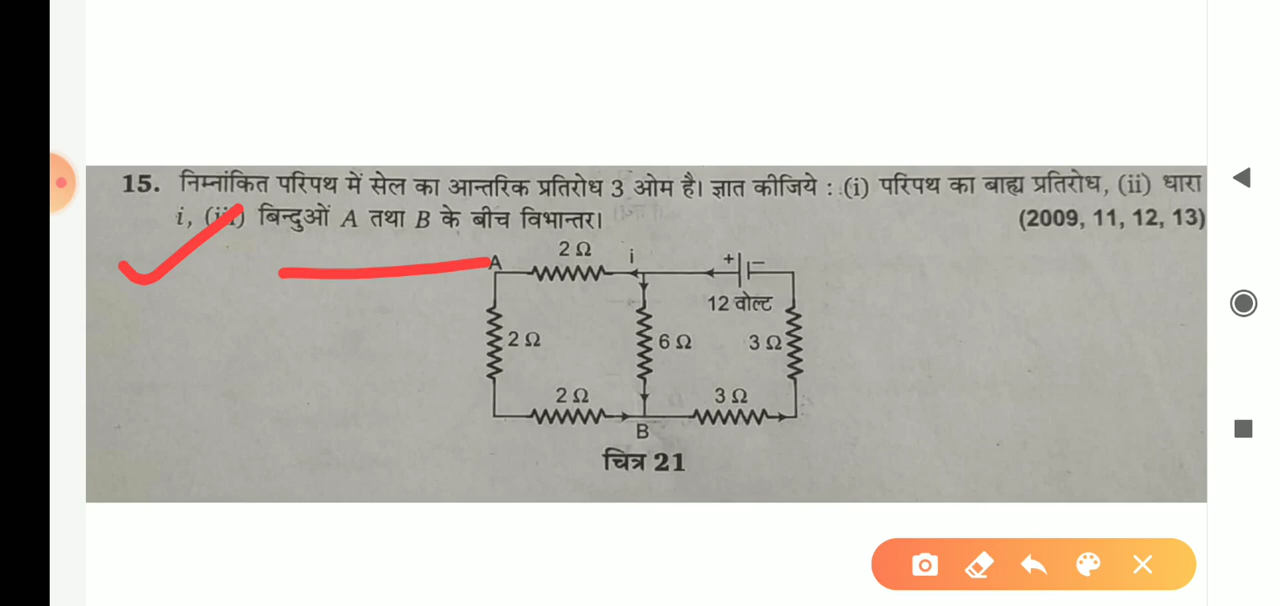 15. निम्नांकित परिपथ में सेल का आन्तरिक प्रतिरोध 3 ओम है। ज्ञात कीजिये : (i) परिपथ का बाह्य प्रतिरोध, (ii) धारा
i, (iii) बिन्दुओं A तथा B के बीच विभान्तर। (2009, 11, 12, 13)
A 2 Ω i + −
12 वोल्ट
2 Ω 6 Ω 3 Ω
2 Ω 3 Ω
B
चित्र 21